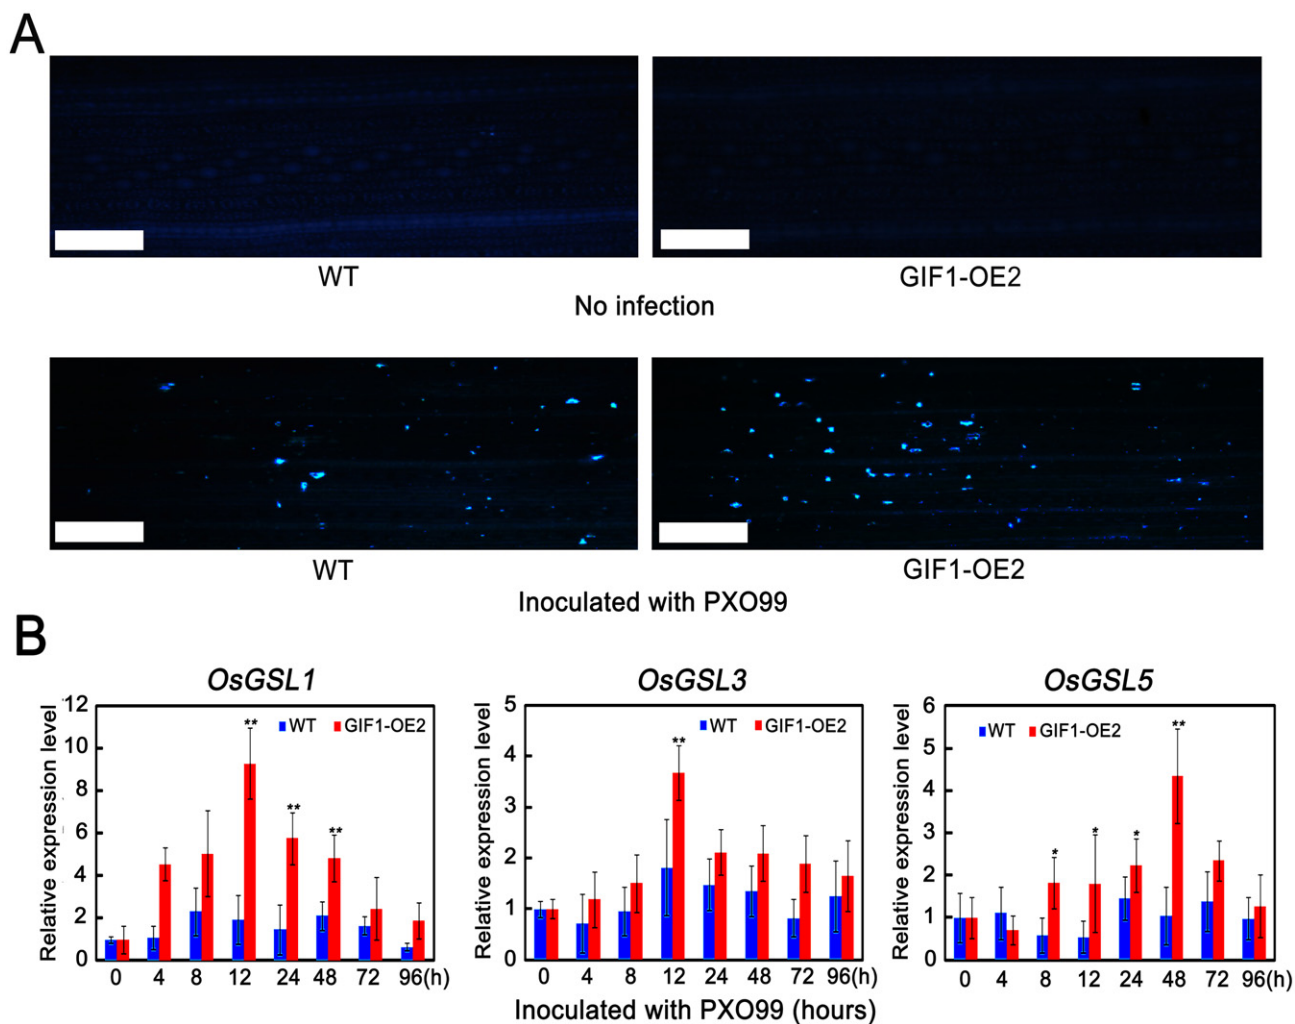 A
WT
GIF1-OE2
No infection
WT
GIF1-OE2
Inoculated with PXO99
B
OsGSL1
Relative expression level
12
10
8
6
4
2
0
WT
GIF1-OE2
**
**
**
0 4 8 12 24 48 72 96(h)
OsGSL3
Relative expression level
5
4
3
2
1
0
WT
GIF1-OE2
**
0 4 8 12 24 48 72 96(h)
OsGSL5
Relative expression level
6
5
4
3
2
1
0
WT
GIF1-OE2
*
*
*
**
0 4 8 12 24 48 72 96(h)
Inoculated with PXO99 (hours)